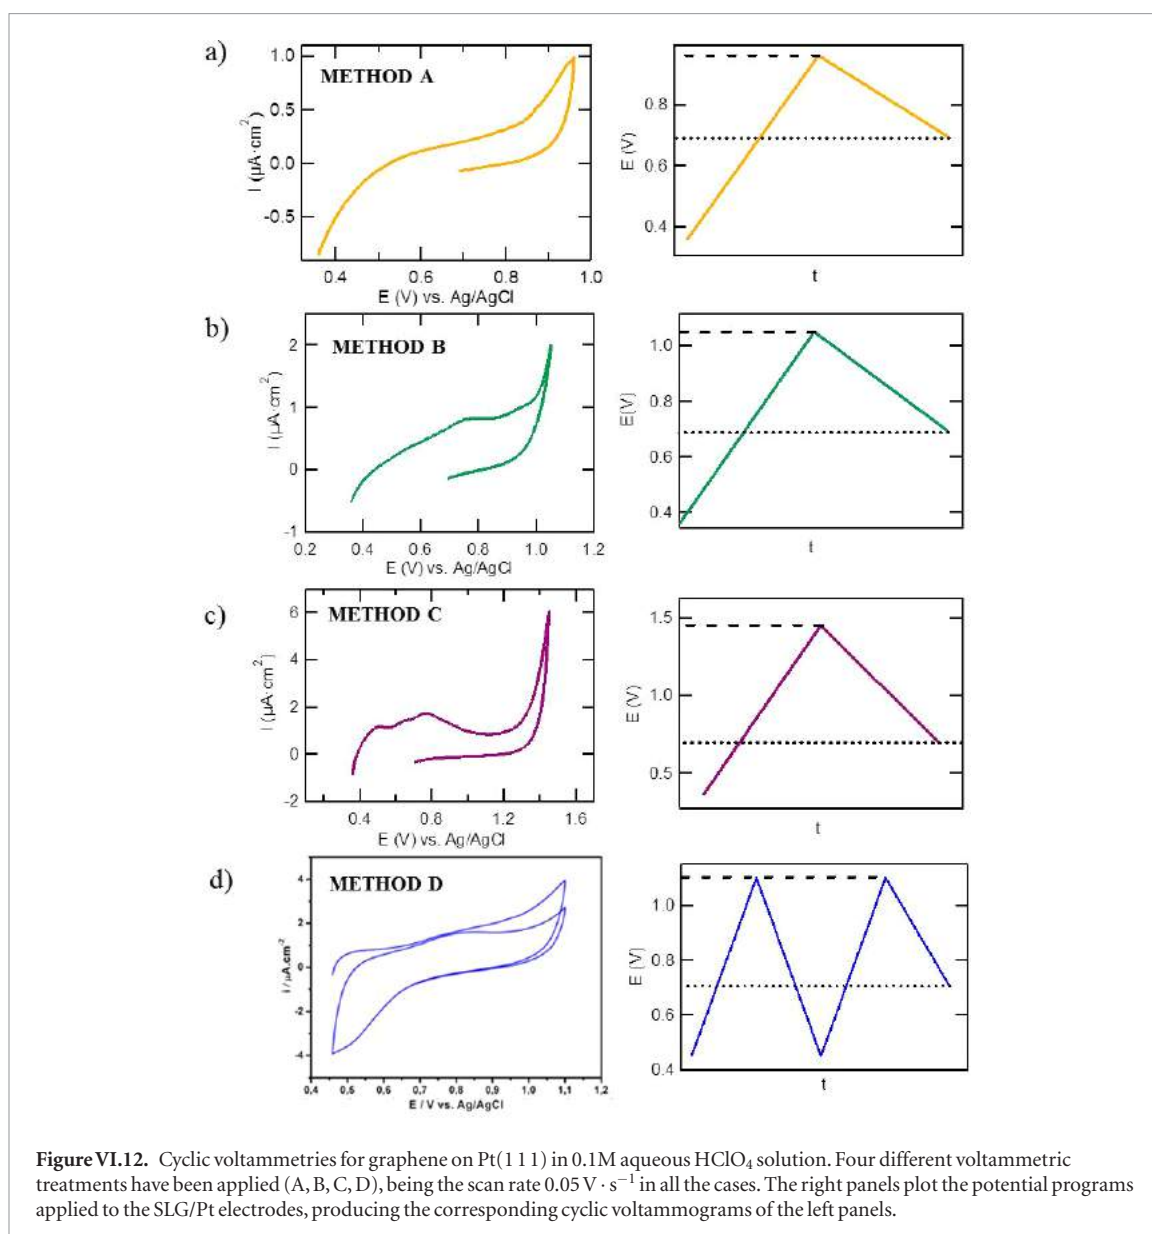 a)
METHOD A
1.0
0.5
0.0
-0.5
I (µA·cm²)
0.4
0.6
0.8
1.0
E (V) vs. Ag/AgCl
0.8
0.6
0.4
E (V)
t
b)
METHOD B
2
1
0
-1
I (µA·cm²)
0.2
0.4
0.6
0.8
1.0
1.2
E (V) vs. Ag/AgCl
1.0
0.8
0.6
0.4
E(V)
t
c)
METHOD C
6
4
2
0
-2
I (µA·cm²)
0.4
0.8
1.2
1.6
E (V) vs. Ag/AgCl
1.5
1.0
0.5
E (V)
t
d)
METHOD D
4
2
0
-2
-4
I / µA.cm⁻²
0,4
0,5
0,6
0,7
0,8
0,9
1,0
1,1
1,2
E / V vs. Ag/AgCl
1.0
0.8
0.6
0.4
E (V)
t
Figure VI.12. Cyclic voltammetries for graphene on Pt(1 1 1) in 0.1M aqueous HClO₄ solution. Four different voltammetric
treatments have been applied (A, B, C, D), being the scan rate 0.05 V · s⁻¹ in all the cases. The right panels plot the potential programs
applied to the SLG/Pt electrodes, producing the corresponding cyclic voltammograms of the left panels.